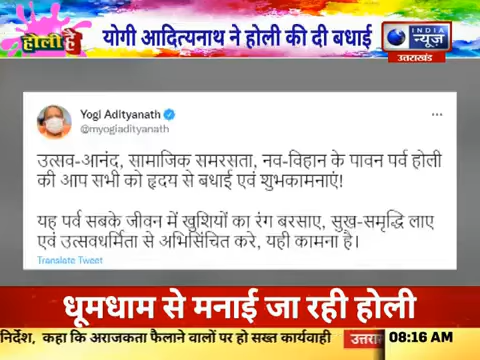 होली है
योगी आदित्यनाथ ने होली की दी बधाई
INDIA
न्यूज़
उत्तराखंड
Yogi Adityanath
@myogiadityanath
उत्सव-आनंद, सामाजिक समरसता, नव-विहान के पावन पर्व होली
की आप सभी को हृदय से बधाई एवं शुभकामनाएं!
यह पर्व सबके जीवन में खुशियों का रंग बरसाए, सुख-समृद्धि लाए
एवं उत्सवधर्मिता से अभिसिंचित करे, यही कामना है।
Translate Tweet
धूमधाम से मनाई जा रही होली
निर्देश, कहा कि अराजकता फैलाने वालों पर हो सख्त कार्यवाही
08:16 AM